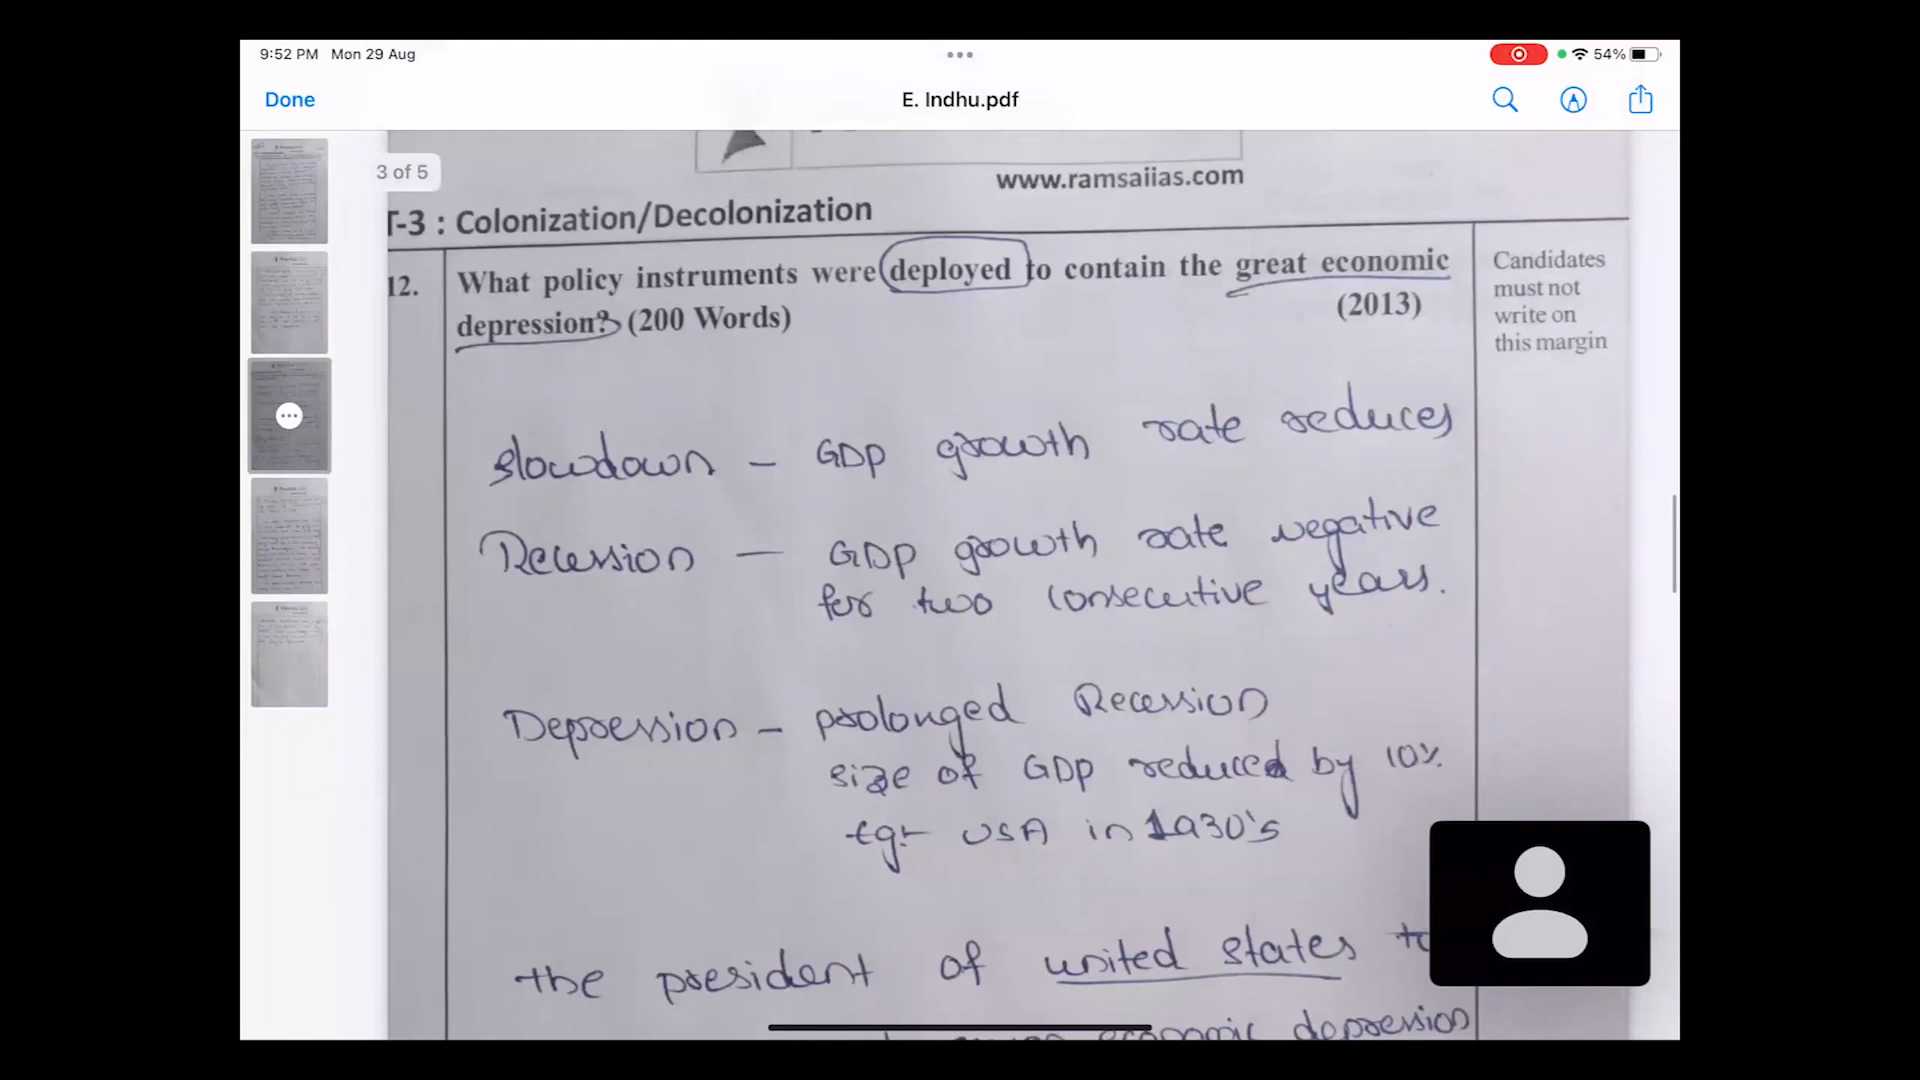 9:52 PM Mon 29 Aug
54%
Done
E. Indhu.pdf
3 of 5
www.ramsaiias.com
T-3 : Colonization/Decolonization
12. What policy instruments were deployed to contain the great economic
depression? (200 Words) (2013)
Candidates
must not
write on
this margin
Slowdown - GDP growth rate reduces
Recession - GDP growth rate negative
for two consecutive years.
Depression - prolonged Recession
size of GDP reduced by 10%
Eg:- USA in 1930's
the president of united states
economic depression